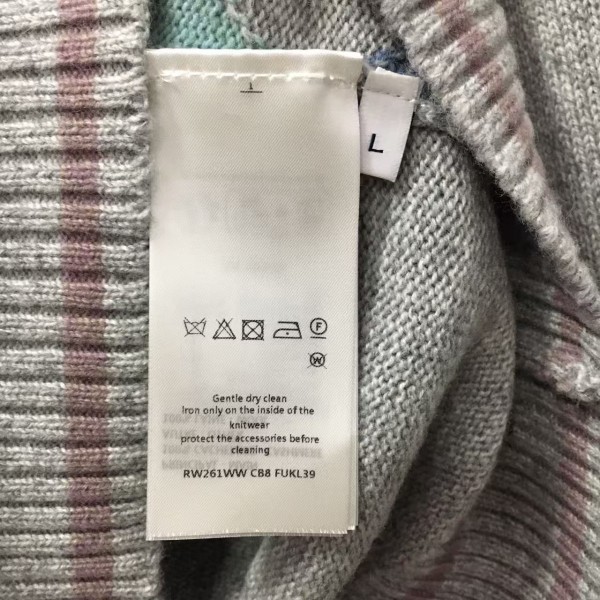 1
L
F
W
Gentle dry clean
Iron only on the inside of the
knitwear
protect the accessories before
cleaning
RW261WW CB8 FUKL39